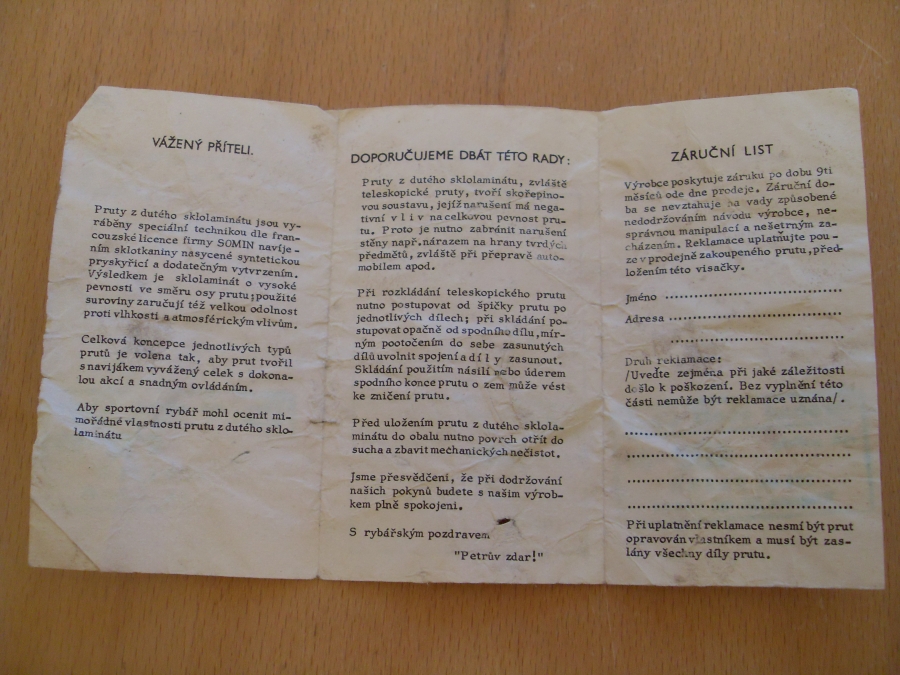 VÁŽENÝ PŘÍTELI.
Pruty z dutého sklolaminátu jsou vy-
ráběny speciální technikou dle fran-
couzské licence firmy SOMIN navíje-
ním sklotkaniny nasycené syntetickou
pryskyřicí a dodatečným vytvrzením.
Výsledkem je sklolaminát o vysoké
pevnosti ve směru osy prutu; použité
suroviny zaručují též velkou odolnost
proti vlhkosti a atmosférickým vlivům.
Celková koncepce jednotlivých typů
prutů je volena tak, aby prut tvořil
s navijákem vyvážený celek s dokona-
lou akcí a snadným ovládáním.
Aby sportovní rybář mohl ocenit mi-
mořádné vlastnosti prutu z dutého sklo-
laminátu
DOPORUČUJEME DBÁT TÉTO RADY:
Pruty z dutého sklolaminátu, zvláště
teleskopické pruty, tvoří skořepino-
vou soustavu, jejíž narušení má nega-
tivní v l i v na celkovou pevnost pru-
tu. Proto je nutno zabránit narušení
stěny např. nárazem na hrany tvrdých
předmětů, zvláště při přepravě auto-
mobilem apod.
Při rozkládání teleskopického prutu
nutno postupovat od špičky prutu po
jednotlivých dílech; při skládání po-
stupovat opačně od spodního dílu, mír-
ným pootočením do sebe zasunutých
dílů uvolnit spojení a d í l y zasunout.
Skládání použitím násilí nebo úderem
spodního konce prutu o zem může vést
ke zničení prutu.
Před uložením prutu z dutého sklola-
minátu do obalu nutno povrch otřít do
sucha a zbavit mechanických nečistot.
Jsme přesvědčeni, že při dodržování
našich pokynů budete s našim výrob-
kem plně spokojeni.
S rybářským pozdravem
"Petrův zdar!"
ZÁRUČNÍ LIST
Výrobce poskytuje záruku po dobu 9ti
měsíců ode dne prodeje. Záruční do-
ba se nevztahuje na vady způsobené
nedodržováním návodu výrobce, ne-
správnou manipulací a nešetrným za-
cházením. Reklamace uplatňujte pou-
ze v prodejně zakoupeného prutu, před-
ložením této visačky.
Jméno ..............................
Adresa ..............................
..............................
Druh reklamace:
/Uveďte zejména při jaké záležitosti
došlo k poškození. Bez vyplnění této
části nemůže být reklamace uznána/.
..............................
..............................
..............................
..............................
Při uplatnění reklamace nesmí být prut
opravován vlastníkem a musí být zas-
lány všechny díly prutu.